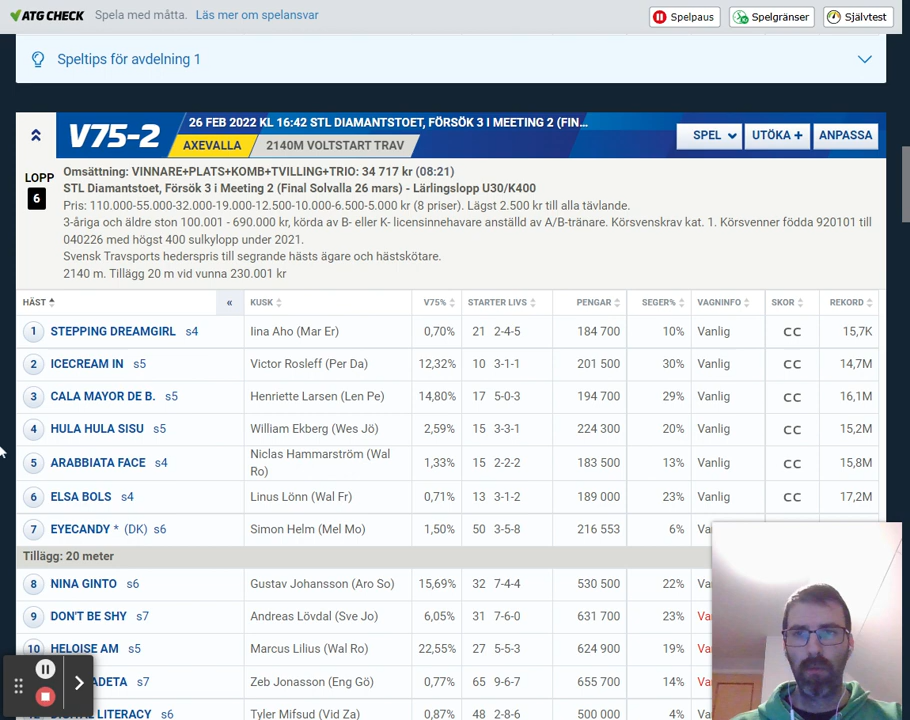 ATG CHECK Spela med måtta. Läs mer om spelansvar Spelpaus Spelgränser Självtest
Speltips för avdelning 1
V75-2 26 FEB 2022 KL 16:42 STL DIAMANTSTOET, FÖRSÖK 3 I MEETING 2 (FIN... SPEL UTÖKA + ANPASSA
AXEVALLA 2140M VOLTSTART TRAV
LOPP
6
Omsättning: VINNARE+PLATS+KOMB+TVILLING+TRIO: 34 717 kr (08:21)
STL Diamantstoet, Försök 3 i Meeting 2 (Final Solvalla 26 mars) - Lärlingslopp U30/K400
Pris: 110.000-55.000-32.000-19.000-12.500-10.000-6.500-5.000 kr (8 priser). Lägst 2.500 kr till alla tävlande.
3-åriga och äldre ston 100.001 - 690.000 kr, körda av B- eller K- licensinnehavare anställd av A/B-tränare. Körsvenskrav kat. 1. Körsvenner födda 920101 till
040226 med högst 400 sulkylopp under 2021.
Svensk Travsports hederspris till segrande hästs ägare och hästskötare.
2140 m. Tillägg 20 m vid vunna 230.001 kr
HÄST « KUSK V75% STARTER LIVS PENGAR SEGER% VAGNINFO SKOR REKORD
1 STEPPING DREAMGIRL s4 Iina Aho (Mar Er) 0,70% 21 2-4-5 184 700 10% Vanlig C C 15,7K
2 ICECREAM IN s5 Victor Rosleff (Per Da) 12,32% 10 3-1-1 201 500 30% Vanlig C C 14,7M
3 CALA MAYOR DE B. s5 Henriette Larsen (Len Pe) 14,80% 17 5-0-3 194 700 29% Vanlig C C 16,1M
4 HULA HULA SISU s5 William Ekberg (Wes Jö) 2,59% 15 3-3-1 224 300 20% Vanlig C C 15,2M
5 ARABBIATA FACE s4 Niclas Hammarström (Wal Ro) 1,33% 15 2-2-2 183 500 13% Vanlig C C 15,8M
6 ELSA BOLS s4 Linus Lönn (Wal Fr) 0,71% 13 3-1-2 189 000 23% Vanlig C C 17,2M
7 EYECANDY * (DK) s6 Simon Helm (Mel Mo) 1,50% 50 3-5-8 216 553 6%
Tillägg: 20 meter
8 NINA GINTO s6 Gustav Johansson (Aro So) 15,69% 32 7-4-4 530 500 22% Va
9 DON'T BE SHY s7 Andreas Lövdal (Sve Jo) 6,05% 31 7-6-0 631 700 23% Va
10 HELOISE AM s5 Marcus Lilius (Wal Ro) 22,55% 27 5-5-3 624 900 19% Va
ADETA s7 Zeb Jonasson (Eng Gö) 0,77% 65 9-6-7 655 700 14% Va
DIGITAL LITERACY s6 Tyler Mifsud (Vid Za) 0,87% 48 2-8-6 500 000 4% Va